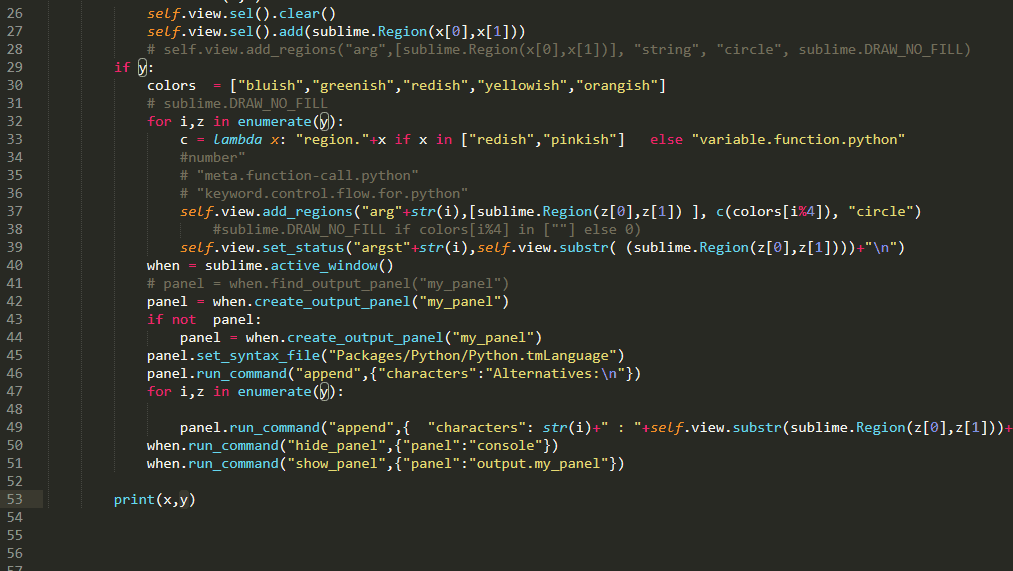 26 self.view.sel().clear()
27 self.view.sel().add(sublime.Region(x[0],x[1]))
28 # self.view.add_regions("arg",[sublime.Region(x[0],x[1])], "string", "circle", sublime.DRAW_NO_FILL)
29 if y:
30 colors  = ["bluish","greenish","redish","yellowish","orangish"]
31 # sublime.DRAW_NO_FILL
32 for i,z in enumerate(y):
33 c = lambda x: "region."+x if x in ["redish","pinkish"]   else "variable.function.python"
34 #number"
35 # "meta.function-call.python"
36 # "keyword.control.flow.for.python"
37 self.view.add_regions("arg"+str(i),[sublime.Region(z[0],z[1]) ], c(colors[i%4]), "circle")
38 #sublime.DRAW_NO_FILL if colors[i%4] in [""] else 0)
39 self.view.set_status("argst"+str(i),self.view.substr( (sublime.Region(z[0],z[1])))+"\n")
40 when = sublime.active_window()
41 # panel = when.find_output_panel("my_panel")
42 panel = when.create_output_panel("my_panel")
43 if not  panel:
44 panel = when.create_output_panel("my_panel")
45 panel.set_syntax_file("Packages/Python/Python.tmLanguage")
46 panel.run_command("append",{"characters":"Alternatives:\n"})
47 for i,z in enumerate(y):
48
49 panel.run_command("append",{  "characters": str(i)+" : "+self.view.substr(sublime.Region(z[0],z[1]))+
50 when.run_command("hide_panel",{"panel":"console"})
51 when.run_command("show_panel",{"panel":"output.my_panel"})
52
53 print(x,y)
54
55
56
57